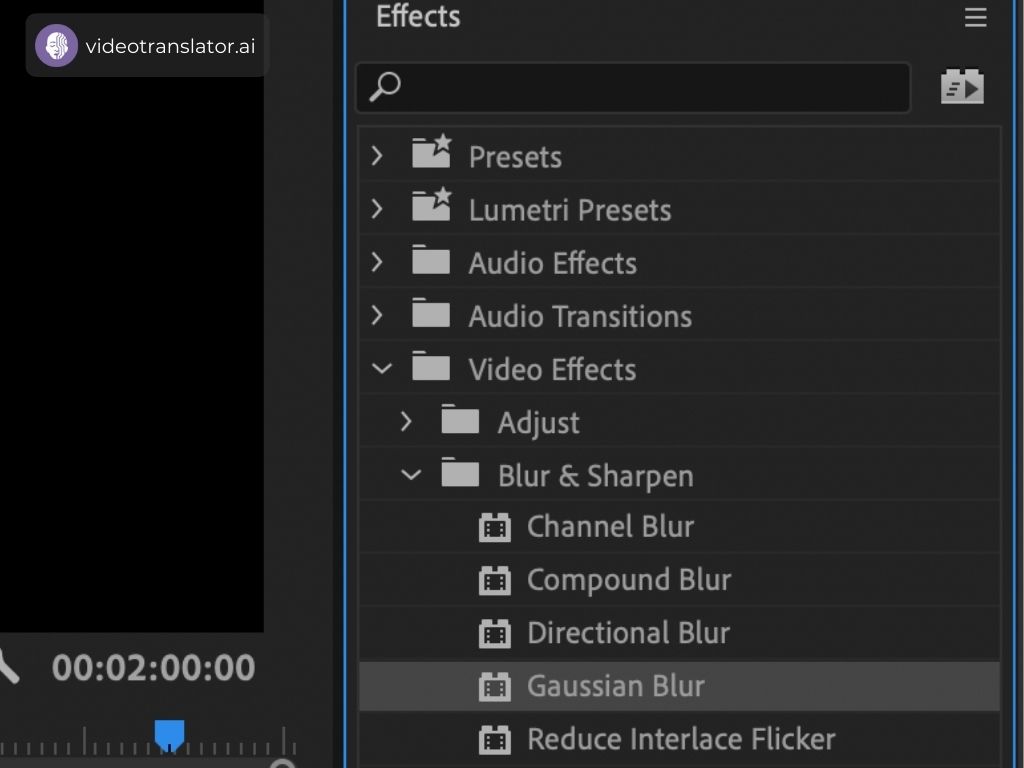 Effects
videotranslator.ai
Presets
Lumetri Presets
Audio Effects
Audio Transitions
Video Effects
Adjust
Blur & Sharpen
Channel Blur
Compound Blur
Directional Blur
Gaussian Blur
Reduce Interlace Flicker
00:02:00:00